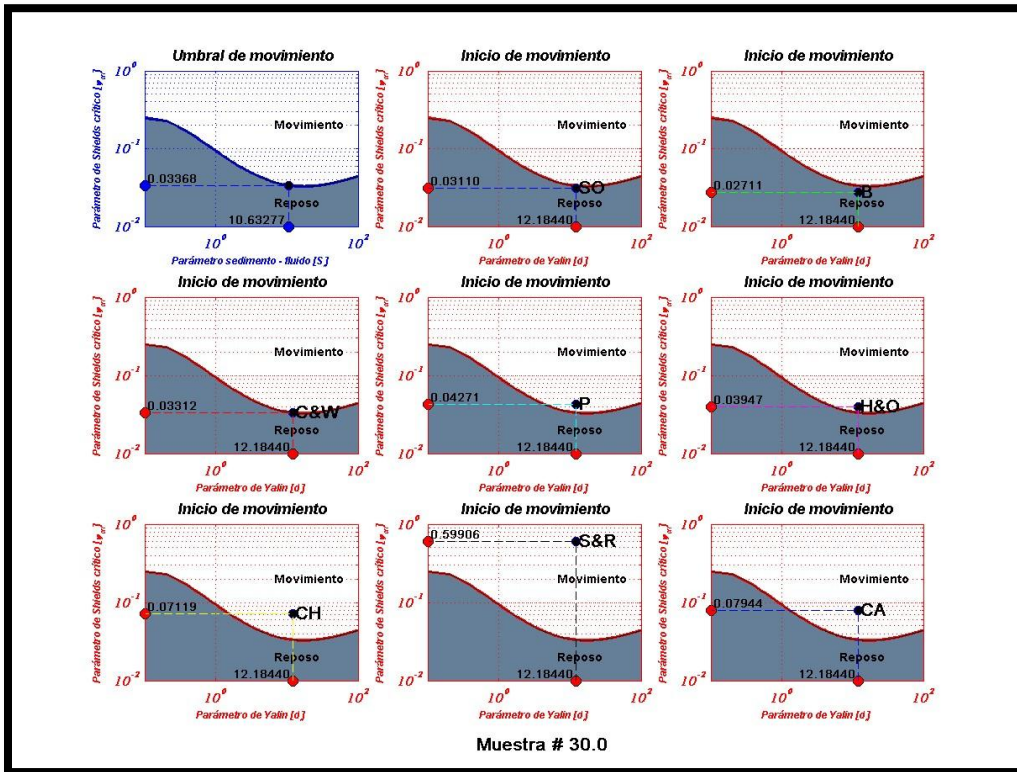 Umbral de movimiento
Parámetro de Shields crítico [ψcr]
10^0
10^-1
10^-2
Movimiento
0.03368
Reposo
10.63277
10^0
10^2
Parámetro sedimento - fluido [S]
Inicio de movimiento
Parámetro de Shields crítico [ψcr]
10^0
10^-1
10^-2
Movimiento
0.03110
SO
Reposo
12.18440
10^0
10^2
Parámetro de Yalin [d]
Inicio de movimiento
Parámetro de Shields crítico [ψcr]
10^0
10^-1
10^-2
Movimiento
0.02711
B
Reposo
12.18440
10^0
10^2
Parámetro de Yalin [d]
Inicio de movimiento
Parámetro de Shields crítico [ψcr]
10^0
10^-1
10^-2
Movimiento
0.03312
C&W
Reposo
12.18440
10^0
10^2
Parámetro de Yalin [d]
Inicio de movimiento
Parámetro de Shields crítico [ψcr]
10^0
10^-1
10^-2
Movimiento
0.04271
P
Reposo
12.18440
10^0
10^2
Parámetro de Yalin [d]
Inicio de movimiento
Parámetro de Shields crítico [ψcr]
10^0
10^-1
10^-2
Movimiento
0.03947
H&O
Reposo
12.18440
10^0
10^2
Parámetro de Yalin [d]
Inicio de movimiento
Parámetro de Shields crítico [ψcr]
10^0
10^-1
10^-2
Movimiento
0.07119
CH
Reposo
12.18440
10^0
10^2
Parámetro de Yalin [d]
Inicio de movimiento
Parámetro de Shields crítico [ψcr]
10^0
10^-1
10^-2
0.59906
S&R
Movimiento
Reposo
12.18440
10^0
10^2
Parámetro de Yalin [d]
Inicio de movimiento
Parámetro de Shields crítico [ψcr]
10^0
10^-1
10^-2
Movimiento
0.07944
CA
Reposo
12.18440
10^0
10^2
Parámetro de Yalin [d]
Muestra # 30.0